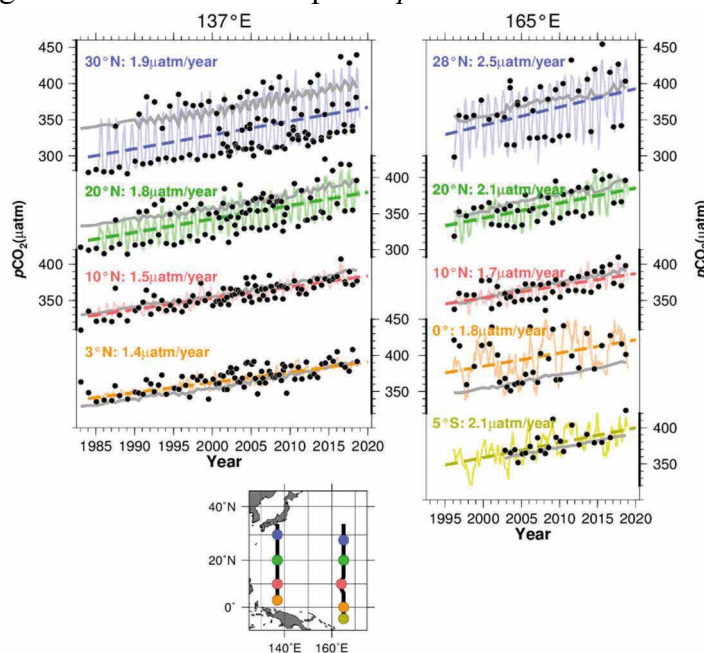 137°E 165°E
450
400
350
300
30°N: 1.9µatm/year
20°N: 1.8µatm/year
10°N: 1.5µatm/year
3°N: 1.4µatm/year
pCO2(µatm)
400
350
400
350
300
450
400
350
1985 1990 1995 2000 2005 2010 2015 2020
Year
450
400
350
300
28°N: 2.5µatm/year
20°N: 2.1µatm/year
10°N: 1.7µatm/year
0°: 1.8µatm/year
5°S: 2.1µatm/year
400
350
300
400
350
450
400
350
400
350
1995 2000 2005 2010 2015 2020
Year
40°N
20°N
0°
140°E 160°E